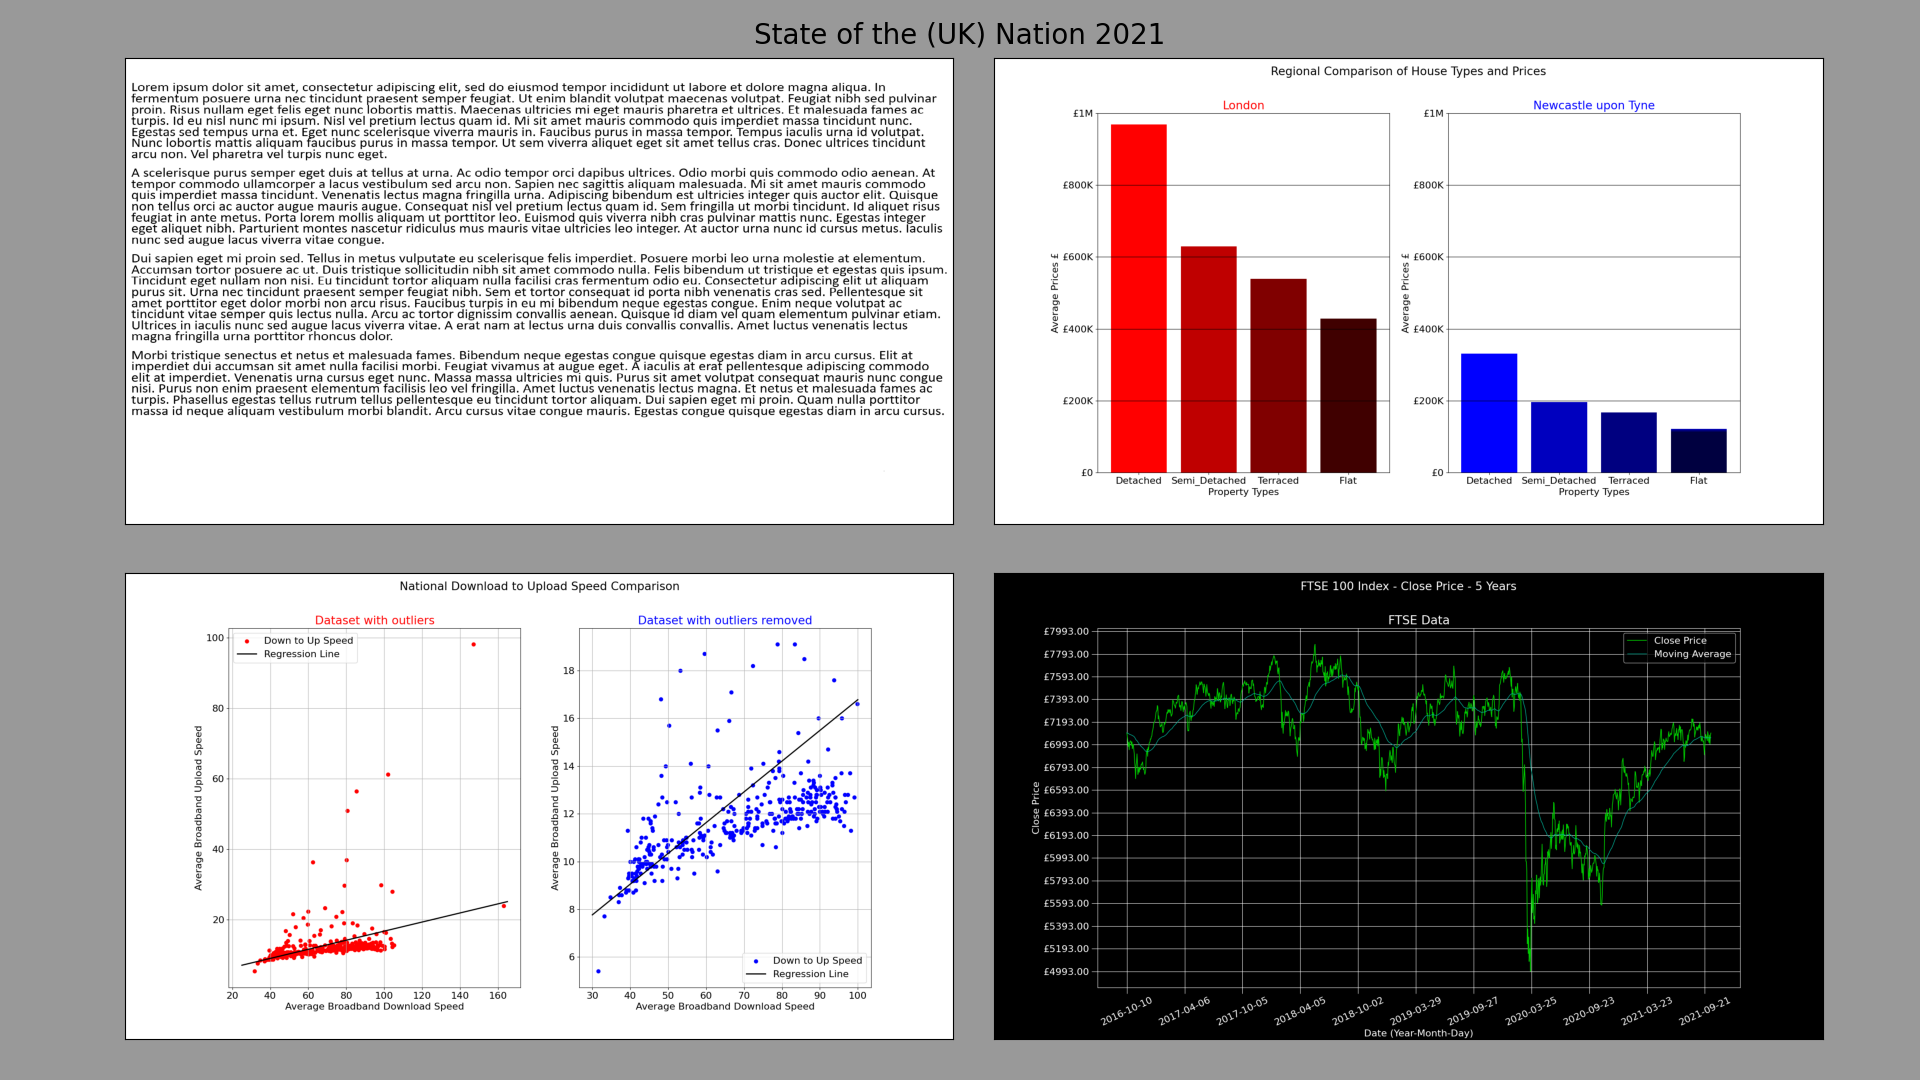 State of the (UK) Nation 2021
Lorem ipsum dolor sit amet, consectetur adipiscing elit, sed do eiusmod tempor incididunt ut labore et dolore magna aliqua. In
fermentum posuere urna nec tincidunt praesent semper feugiat. Ut enim blandit volutpat maecenas volutpat. Feugiat nibh sed pulvinar
proin. Risus nullam eget felis eget nunc lobortis mattis. Maecenas ultricies mi eget mauris pharetra et ultrices. Et malesuada fames ac
turpis. Id eu nisl nunc mi ipsum. Nisl vel pretium lectus quam id. Mi sit amet mauris commodo quis imperdiet massa tincidunt nunc.
Egestas sed tempus urna et. Eget nunc scelerisque viverra mauris in. Faucibus purus in massa tempor. Tempus iaculis urna id volutpat.
Nunc lobortis mattis aliquam faucibus purus in massa tempor. Ut sem viverra aliquet eget sit amet tellus cras. Donec ultrices tincidunt
arcu non. Vel pharetra vel turpis nunc eget.
A scelerisque purus semper eget duis at tellus at urna. Ac odio tempor orci dapibus ultrices. Odio morbi quis commodo odio aenean. At
tempor commodo ullamcorper a lacus vestibulum sed arcu non. Sapien nec sagittis aliquam malesuada. Mi sit amet mauris commodo
quis imperdiet massa tincidunt. Venenatis lectus magna fringilla urna. Adipiscing bibendum est ultricies integer quis auctor elit. Quisque
non tellus orci ac auctor augue mauris augue. Consequat nisl vel pretium lectus quam id. Sem fringilla ut morbi tincidunt. Id aliquet risus
feugiat in ante metus. Porta lorem mollis aliquam ut porttitor leo. Euismod quis viverra nibh cras pulvinar mattis nunc. Egestas integer
eget aliquet nibh. Parturient montes nascetur ridiculus mus mauris vitae ultricies leo integer. At auctor urna nunc id cursus metus. Iaculis
nunc sed augue lacus viverra vitae congue.
Dui sapien eget mi proin sed. Tellus in metus vulputate eu scelerisque felis imperdiet. Posuere morbi leo urna molestie at elementum.
Accumsan tortor posuere ac ut. Duis tristique sollicitudin nibh sit amet commodo nulla. Felis bibendum ut tristique et egestas quis ipsum.
Tincidunt eget nullam non nisi. Eu tincidunt tortor aliquam nulla facilisi cras fermentum odio eu. Consectetur adipiscing elit ut aliquam
purus sit. Urna nec tincidunt praesent semper feugiat nibh. Sem et tortor consequat id porta nibh venenatis cras sed. Pellentesque sit
amet porttitor eget dolor morbi non arcu risus. Faucibus turpis in eu mi bibendum neque egestas congue. Enim neque volutpat ac
tincidunt vitae semper quis lectus nulla. Arcu ac tortor dignissim convallis aenean. Quisque id diam vel quam elementum pulvinar etiam.
Ultrices in iaculis nunc sed augue lacus viverra vitae. A erat nam at lectus urna duis convallis convallis. Amet luctus venenatis lectus
magna fringilla urna porttitor rhoncus dolor.
Morbi tristique senectus et netus et malesuada fames. Bibendum neque egestas congue quisque egestas diam in arcu cursus. Elit at
imperdiet dui accumsan sit amet nulla facilisi morbi. Feugiat vivamus at augue eget. A iaculis at erat pellentesque adipiscing commodo
elit at imperdiet. Venenatis urna cursus eget nunc. Massa massa ultricies mi quis. Purus sit amet volutpat consequat mauris nunc congue
nisi. Purus non enim praesent elementum facilisis leo vel fringilla. Amet luctus venenatis lectus magna. Et netus et malesuada fames ac
turpis. Phasellus egestas tellus rutrum tellus pellentesque eu tincidunt tortor aliquam. Dui sapien eget mi proin. Quam nulla porttitor
massa id neque aliquam vestibulum morbi blandit. Arcu cursus vitae congue mauris. Egestas congue quisque egestas diam in arcu cursus.
Regional Comparison of House Types and Prices
London
£1M
£800K
£600K
£400K
£200K
£0
Average Prices £
Detached Semi_Detached Terraced Flat
Property Types
Newcastle upon Tyne
£1M
£800K
£600K
£400K
£200K
£0
Average Prices £
Detached Semi_Detached Terraced Flat
Property Types
National Download to Upload Speed Comparison
Dataset with outliers
Down to Up Speed
Regression Line
100
80
60
40
20
Average Broadband Upload Speed
20 40 60 80 100 120 140 160
Average Broadband Download Speed
Dataset with outliers removed
18
16
14
12
10
8
6
Average Broadband Upload Speed
Down to Up Speed
Regression Line
30 40 50 60 70 80 90 100
Average Broadband Download Speed
FTSE 100 Index - Close Price - 5 Years
FTSE Data
Close Price
Moving Average
£7993.00
£7793.00
£7593.00
£7393.00
£7193.00
£6993.00
£6793.00
£6593.00
£6393.00
£6193.00
£5993.00
£5793.00
£5593.00
£5393.00
£5193.00
£4993.00
Close Price
2016-10-10 2017-04-06 2017-10-05 2018-04-05 2018-10-02 2019-03-29 2019-09-27 2020-03-25 2020-09-23 2021-03-23 2021-09-21
Date (Year-Month-Day)